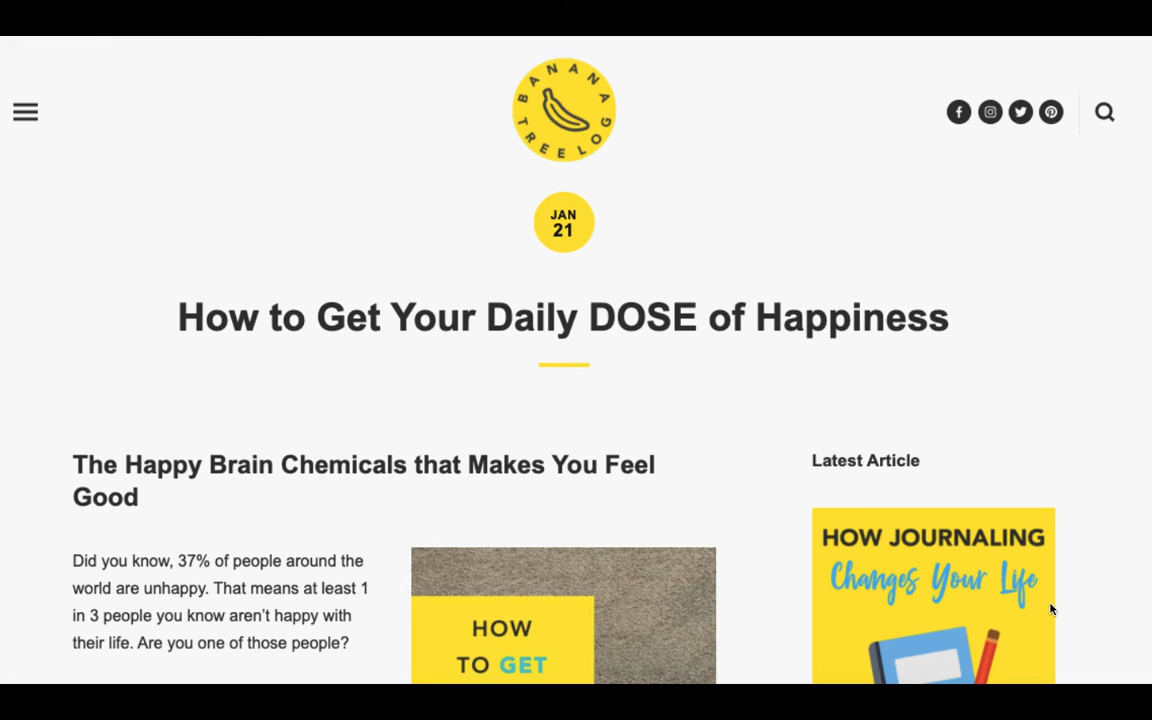 BANANA TREE LOG
JAN
21
How to Get Your Daily DOSE of Happiness
The Happy Brain Chemicals that Makes You Feel
Good
Did you know, 37% of people around the
world are unhappy. That means at least 1
in 3 people you know aren't happy with
their life. Are you one of those people?
HOW
TO GET
Latest Article
HOW JOURNALING
Changes Your Life